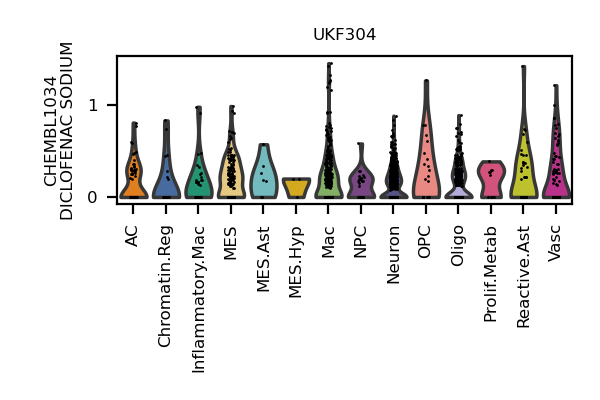 UKF304
CHEMBL1034
DICLOFENAC SODIUM
1
0
AC
Chromatin.Reg
Inflammatory.Mac
MES
MES.Ast
MES.Hyp
Mac
NPC
Neuron
OPC
Oligo
Prolif.Metab
Reactive.Ast
Vasc